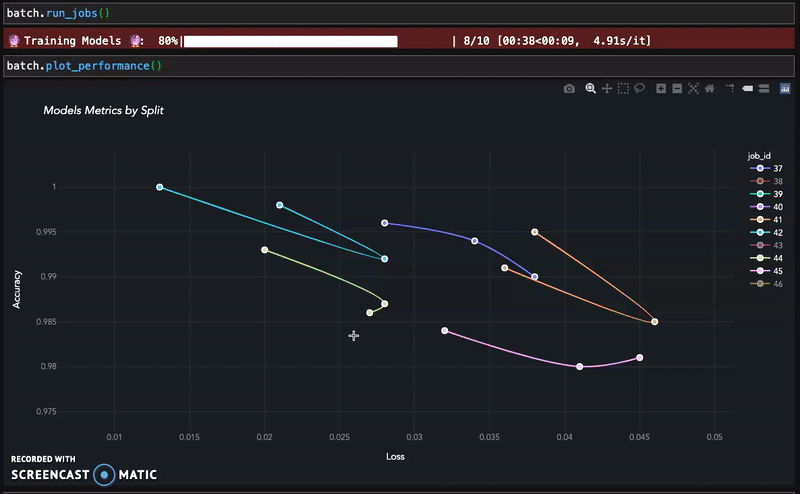 batch.run_jobs()
🔮 Training Models 🔮: 80%| | 8/10 [00:38<00:09, 4.91s/it]
batch.plot_performance()
Models Metrics by Split
job_id
37
38
39
40
41
42
43
44
45
46
1
0.995
0.99
0.985
0.98
0.975
Accuracy
0.01 0.015 0.02 0.025 0.03 0.035 0.04 0.045 0.05
Loss
RECORDED WITH
SCREENCAST MATIC